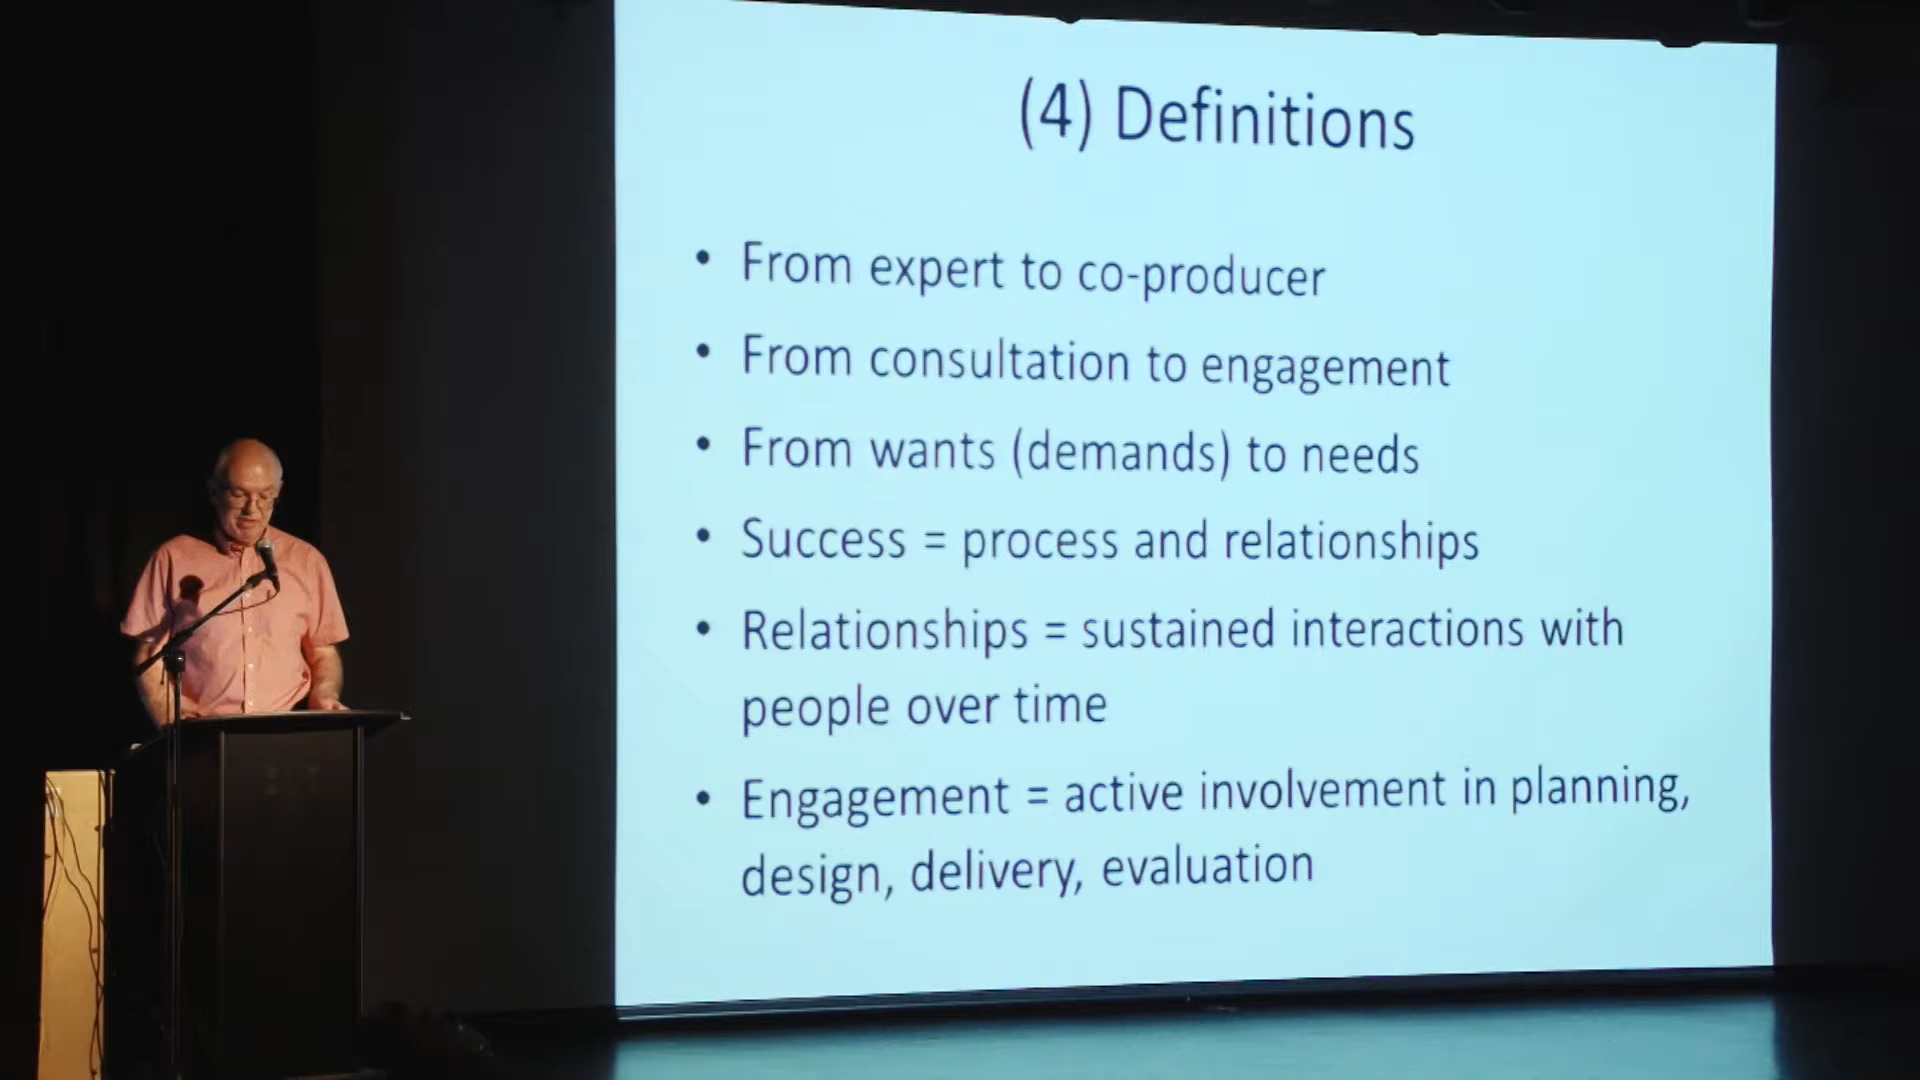 (4) Definitions
• From expert to co-producer
• From consultation to engagement
• From wants (demands) to needs
• Success = process and relationships
• Relationships = sustained interactions with
people over time
• Engagement = active involvement in planning,
design, delivery, evaluation